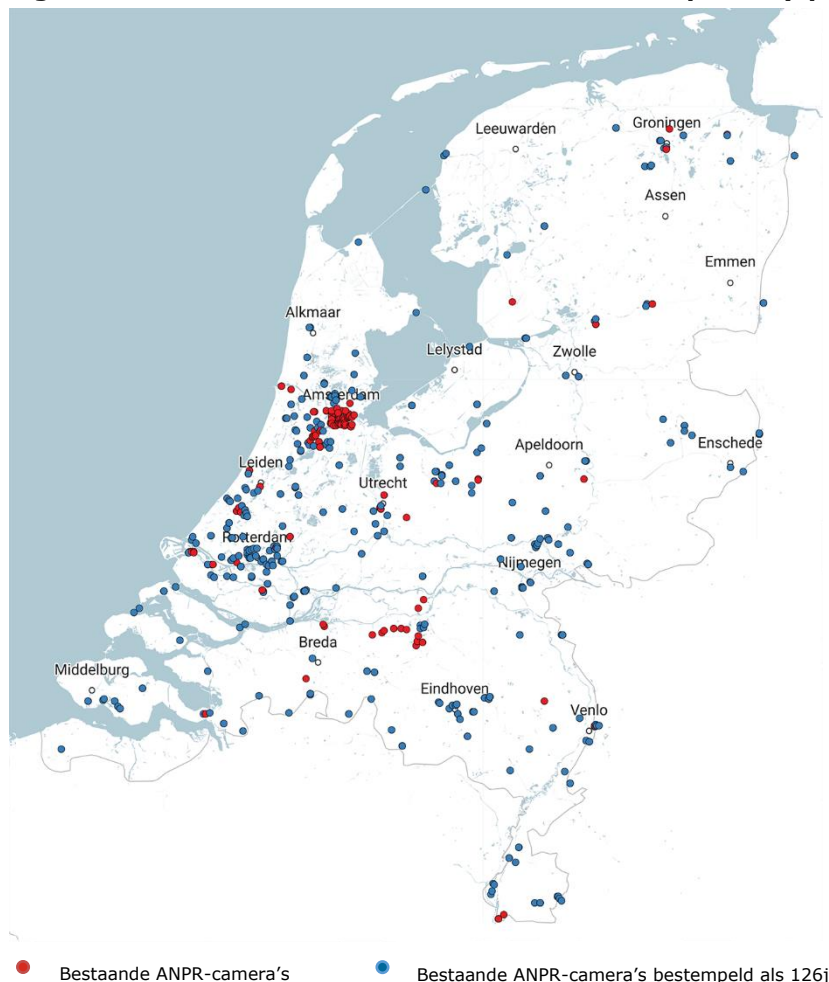 Leeuwarden
Groningen
Assen
Emmen
Alkmaar
Lelystad
Zwolle
Amsterdam
Apeldoorn
Enschede
Leiden
Utrecht
Rotterdam
Nijmegen
Breda
Middelburg
Eindhoven
Venlo
Bestaande ANPR-camera's
Bestaande ANPR-camera's bestempeld als 126j